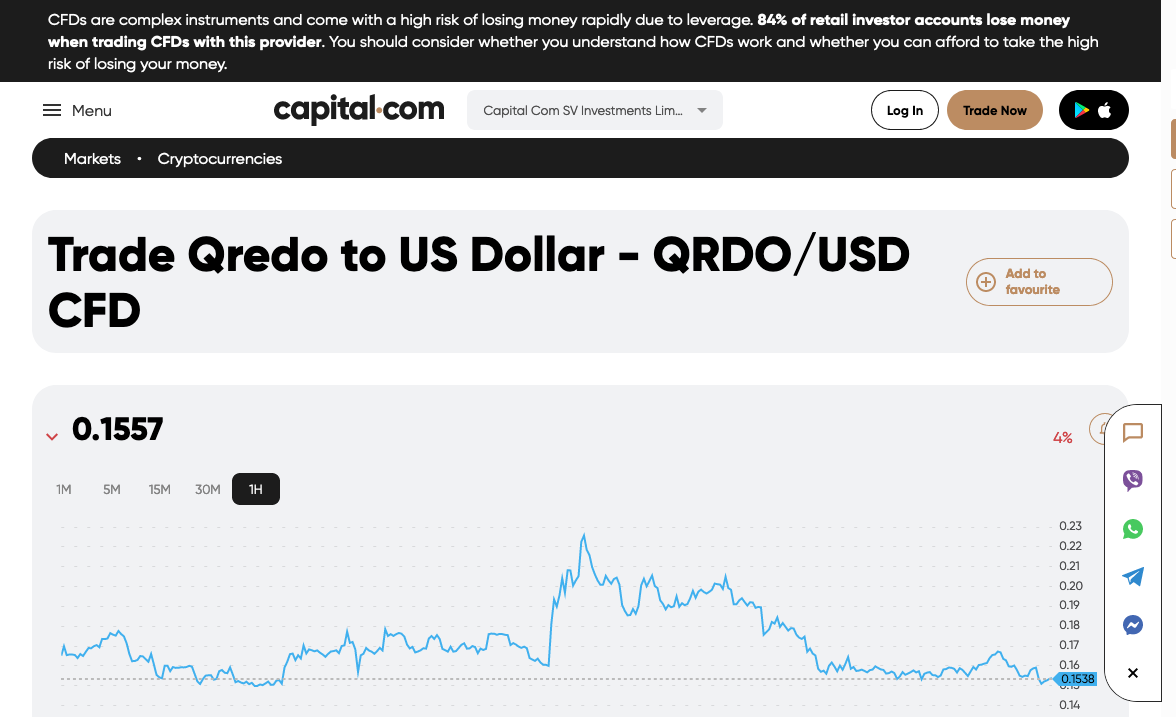 CFDs are complex instruments and come with a high risk of losing money rapidly due to leverage. 84% of retail investor accounts lose money
when trading CFDs with this provider. You should consider whether you understand how CFDs work and whether you can afford to take the high
risk of losing your money.
Menu
capital.com
Capital Com SV Investments Lim...
Log In
Trade Now
Markets • Cryptocurrencies
Trade Qredo to US Dollar - QRDO/USD
CFD
Add to
favourite
0.1557
4%
1M 5M 15M 30M 1H
0.23
0.22
0.21
0.20
0.19
0.18
0.17
0.16
0.1538
0.14